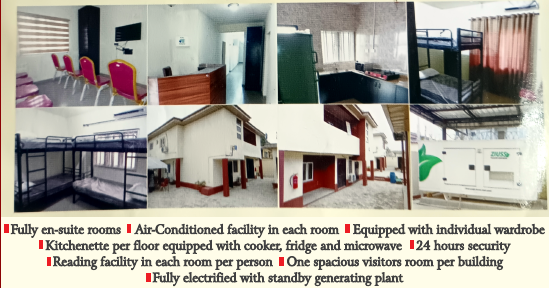 Fully en-suite rooms Air-Conditioned facility in each room Equipped with individual wardrobe
Kitchenette per floor equipped with cooker, fridge and microwave 24 hours security
Reading facility in each room per person One spacious visitors room per building
Fully electrified with standby generating plant